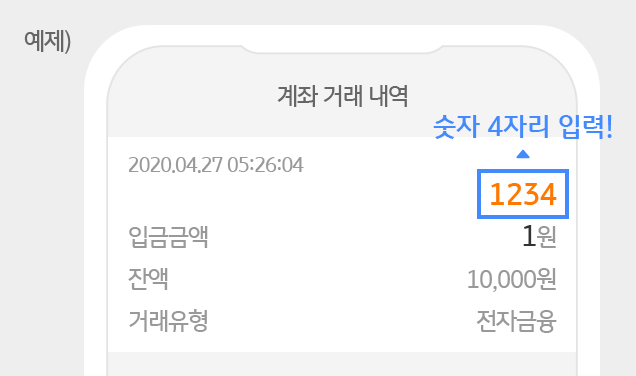 예제)
계좌 거래 내역
숫자 4자리 입력!
2020.04.27 05:26:04
1234
입금금액 1원
잔액 10,000원
거래유형 전자금융